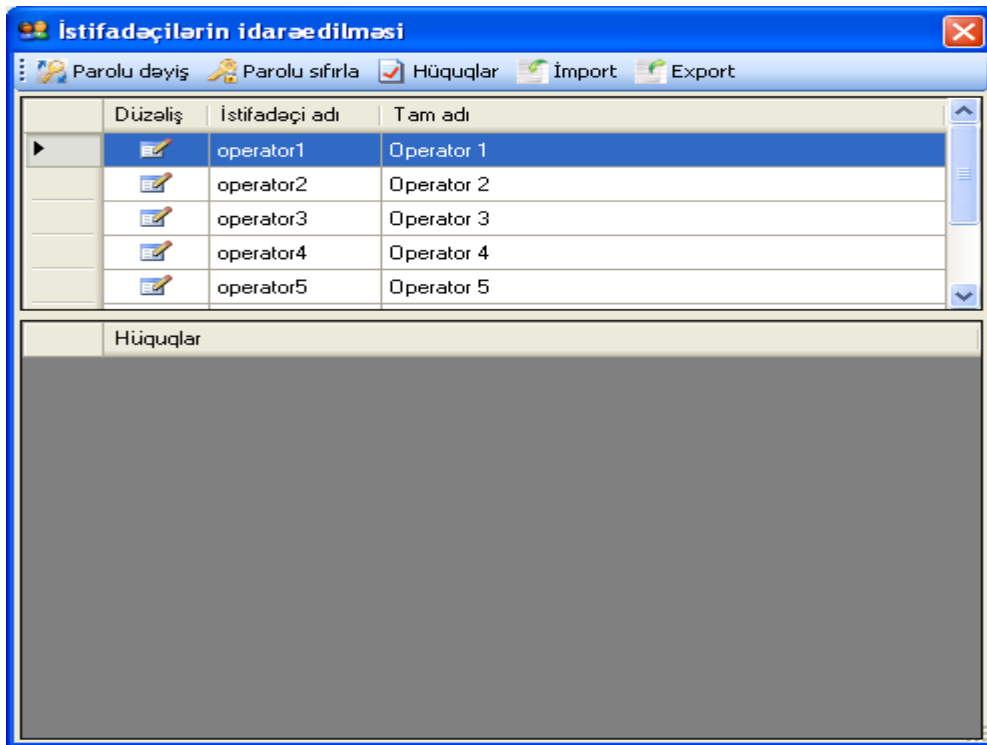 İstifadəçilərin idarəedilməsi
Parolu dəyiş Parolu sıfırla Hüquqlar İmport Export
Düzəliş İstifadəçi adı Tam adı
operator1 Operator 1
operator2 Operator 2
operator3 Operator 3
operator4 Operator 4
operator5 Operator 5
Hüquqlar